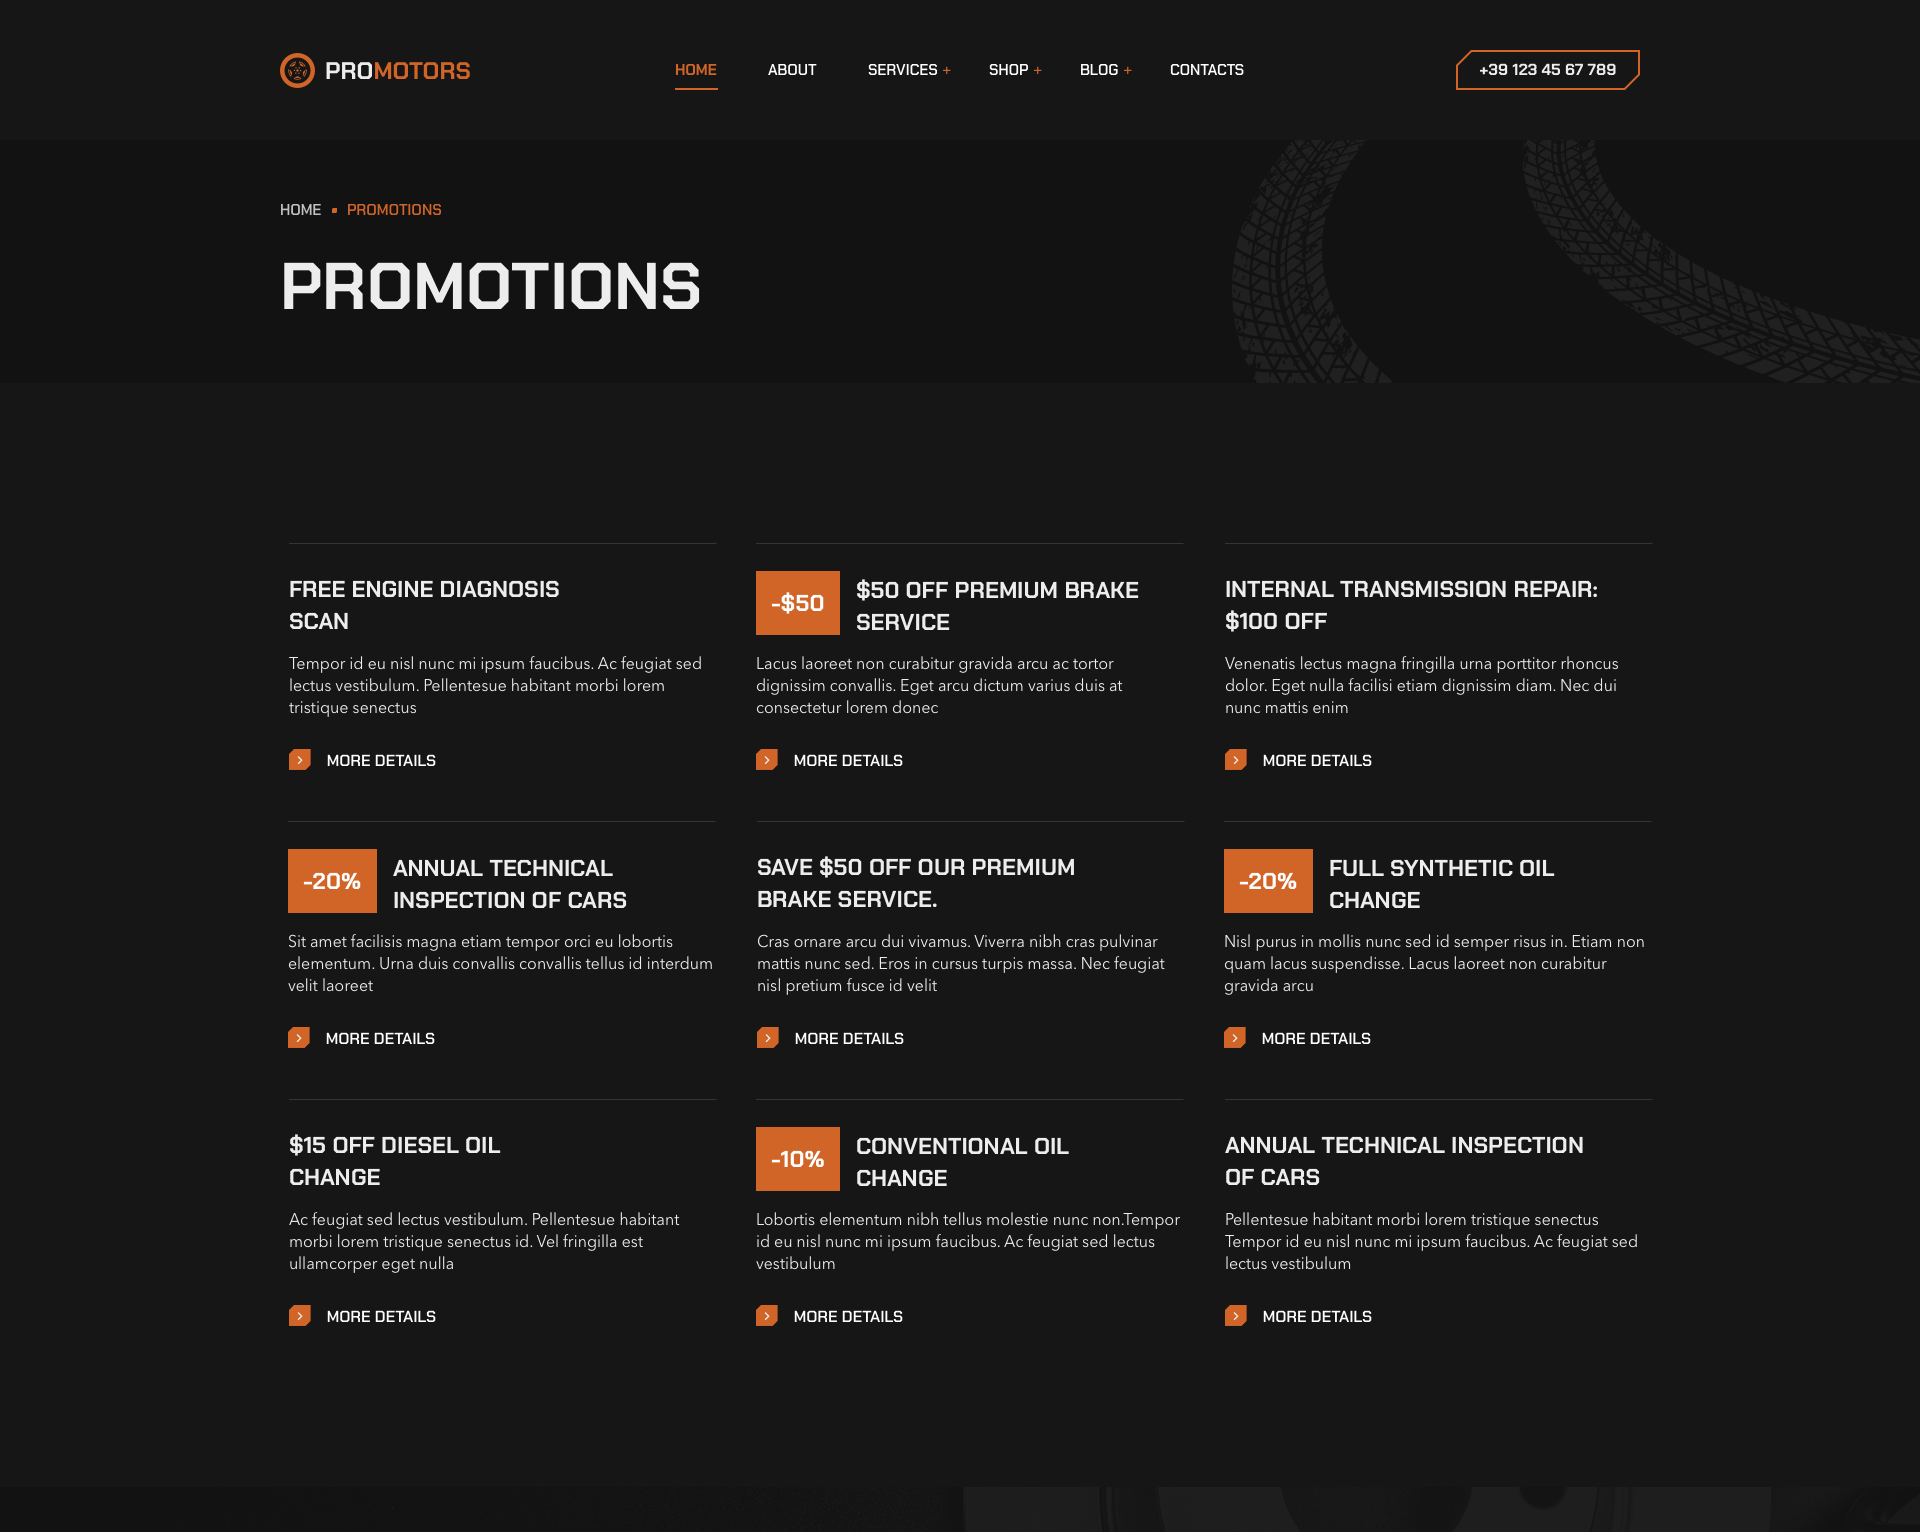 PROMOTORS
HOME
ABOUT
SERVICES +
SHOP +
BLOG +
CONTACTS
+39 123 45 67 789
HOME ▪ PROMOTIONS
PROMOTIONS
FREE ENGINE DIAGNOSIS
SCAN
Tempor id eu nisl nunc mi ipsum faucibus. Ac feugiat sed
lectus vestibulum. Pellentesue habitant morbi lorem
tristique senectus
MORE DETAILS
-$50
$50 OFF PREMIUM BRAKE
SERVICE
Lacus laoreet non curabitur gravida arcu ac tortor
dignissim convallis. Eget arcu dictum varius duis at
consectetur lorem donec
MORE DETAILS
INTERNAL TRANSMISSION REPAIR:
$100 OFF
Venenatis lectus magna fringilla urna porttitor rhoncus
dolor. Eget nulla facilisi etiam dignissim diam. Nec dui
nunc mattis enim
MORE DETAILS
-20%
ANNUAL TECHNICAL
INSPECTION OF CARS
Sit amet facilisis magna etiam tempor orci eu lobortis
elementum. Urna duis convallis convallis tellus id interdum
velit laoreet
MORE DETAILS
SAVE $50 OFF OUR PREMIUM
BRAKE SERVICE.
Cras ornare arcu dui vivamus. Viverra nibh cras pulvinar
mattis nunc sed. Eros in cursus turpis massa. Nec feugiat
nisl pretium fusce id velit
MORE DETAILS
-20%
FULL SYNTHETIC OIL
CHANGE
Nisl purus in mollis nunc sed id semper risus in. Etiam non
quam lacus suspendisse. Lacus laoreet non curabitur
gravida arcu
MORE DETAILS
$15 OFF DIESEL OIL
CHANGE
Ac feugiat sed lectus vestibulum. Pellentesue habitant
morbi lorem tristique senectus id. Vel fringilla est
ullamcorper eget nulla
MORE DETAILS
-10%
CONVENTIONAL OIL
CHANGE
Lobortis elementum nibh tellus molestie nunc non.Tempor
id eu nisl nunc mi ipsum faucibus. Ac feugiat sed lectus
vestibulum
MORE DETAILS
ANNUAL TECHNICAL INSPECTION
OF CARS
Pellentesue habitant morbi lorem tristique senectus
Tempor id eu nisl nunc mi ipsum faucibus. Ac feugiat sed
lectus vestibulum
MORE DETAILS